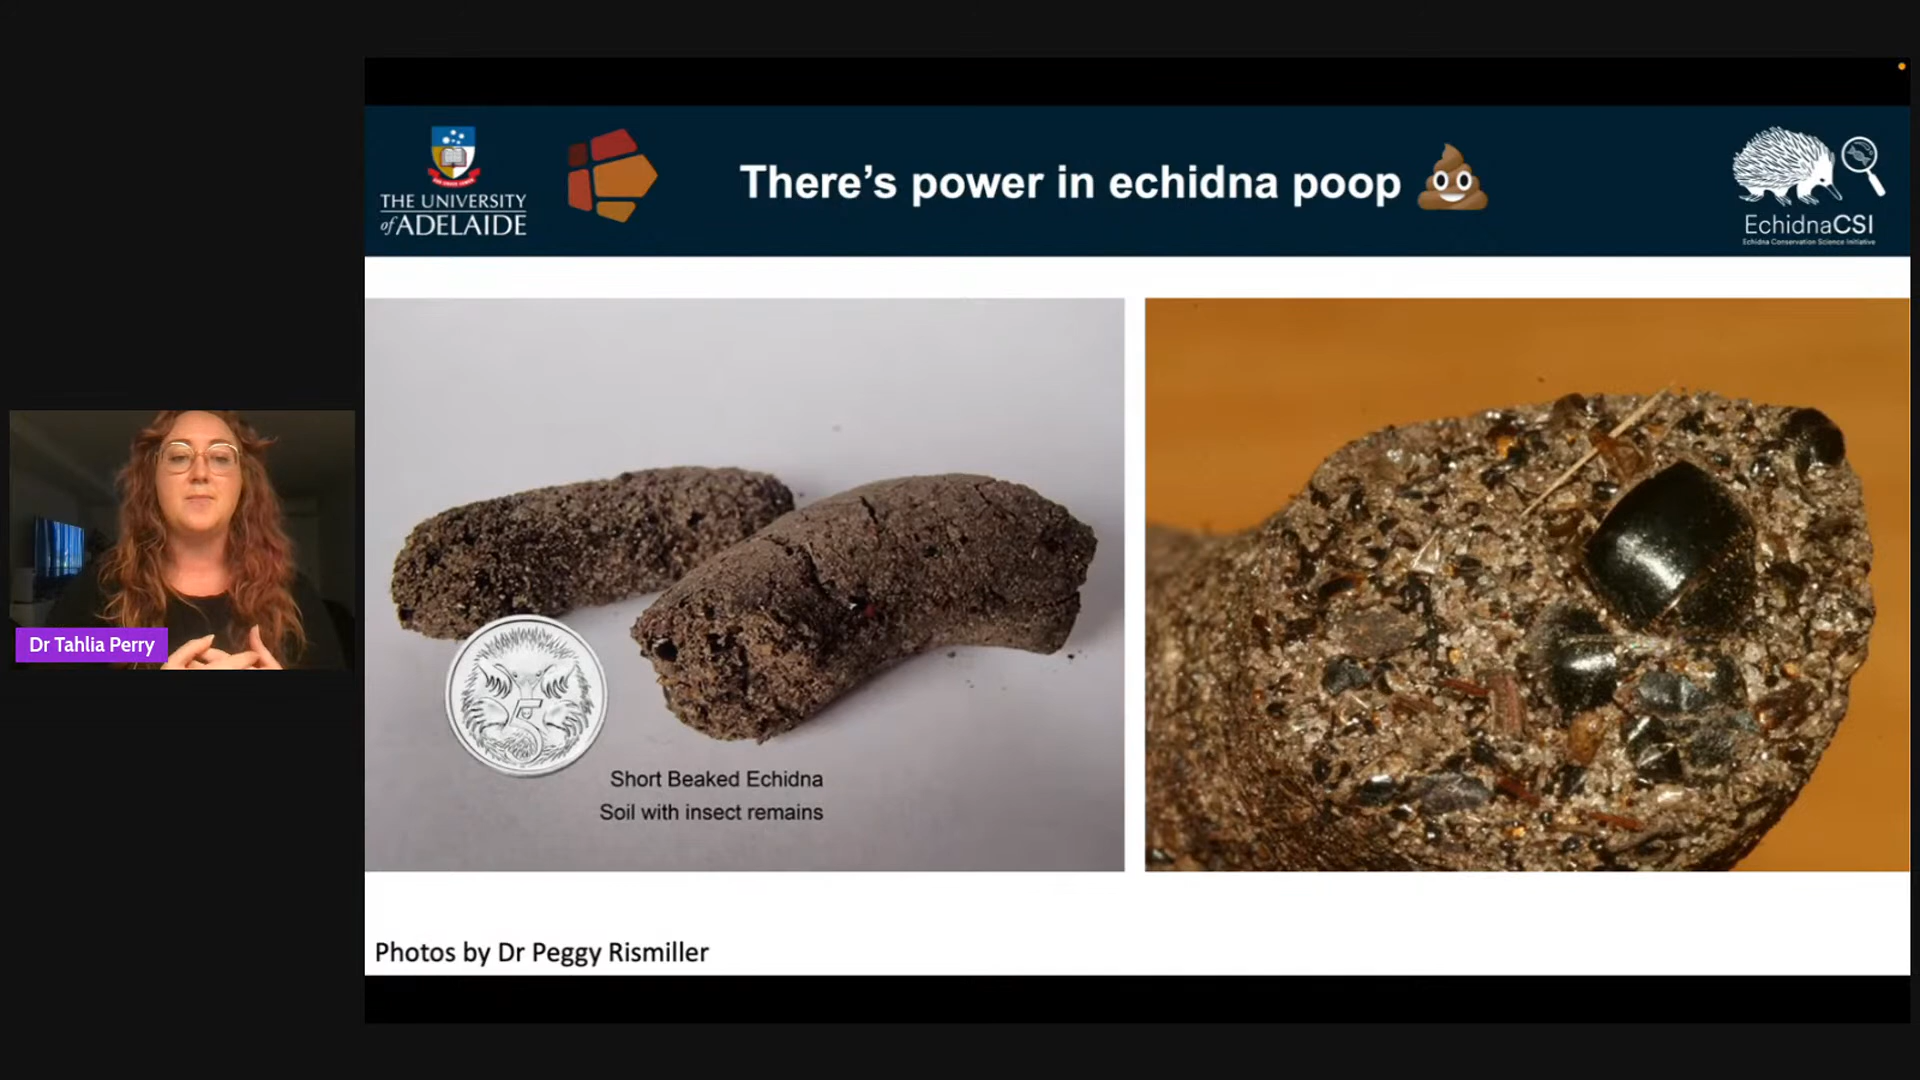 THE UNIVERSITY
of ADELAIDE
There's power in echidna poop 💩
EchidnaCSI
Echidna Conservation Science Initiative
Dr Tahlia Perry
5
Short Beaked Echidna
Soil with insect remains
Photos by Dr Peggy Rismiller